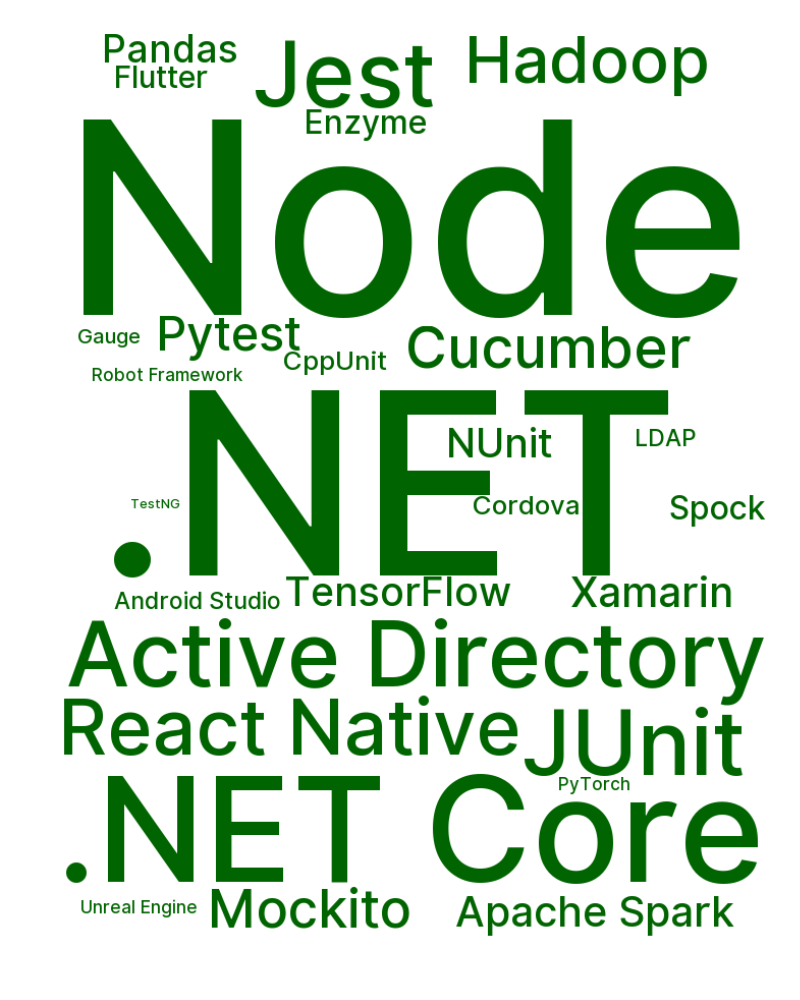 Pandas
Flutter
Jest
Hadoop
Enzyme
Node
Gauge
Pytest
CppUnit
Cucumber
Robot Framework
.NET
NUnit
LDAP
TestNG
Cordova
Spock
Android Studio
TensorFlow
Xamarin
Active Directory
React Native
JUnit
PyTorch
.NET Core
Unreal Engine
Mockito
Apache Spark